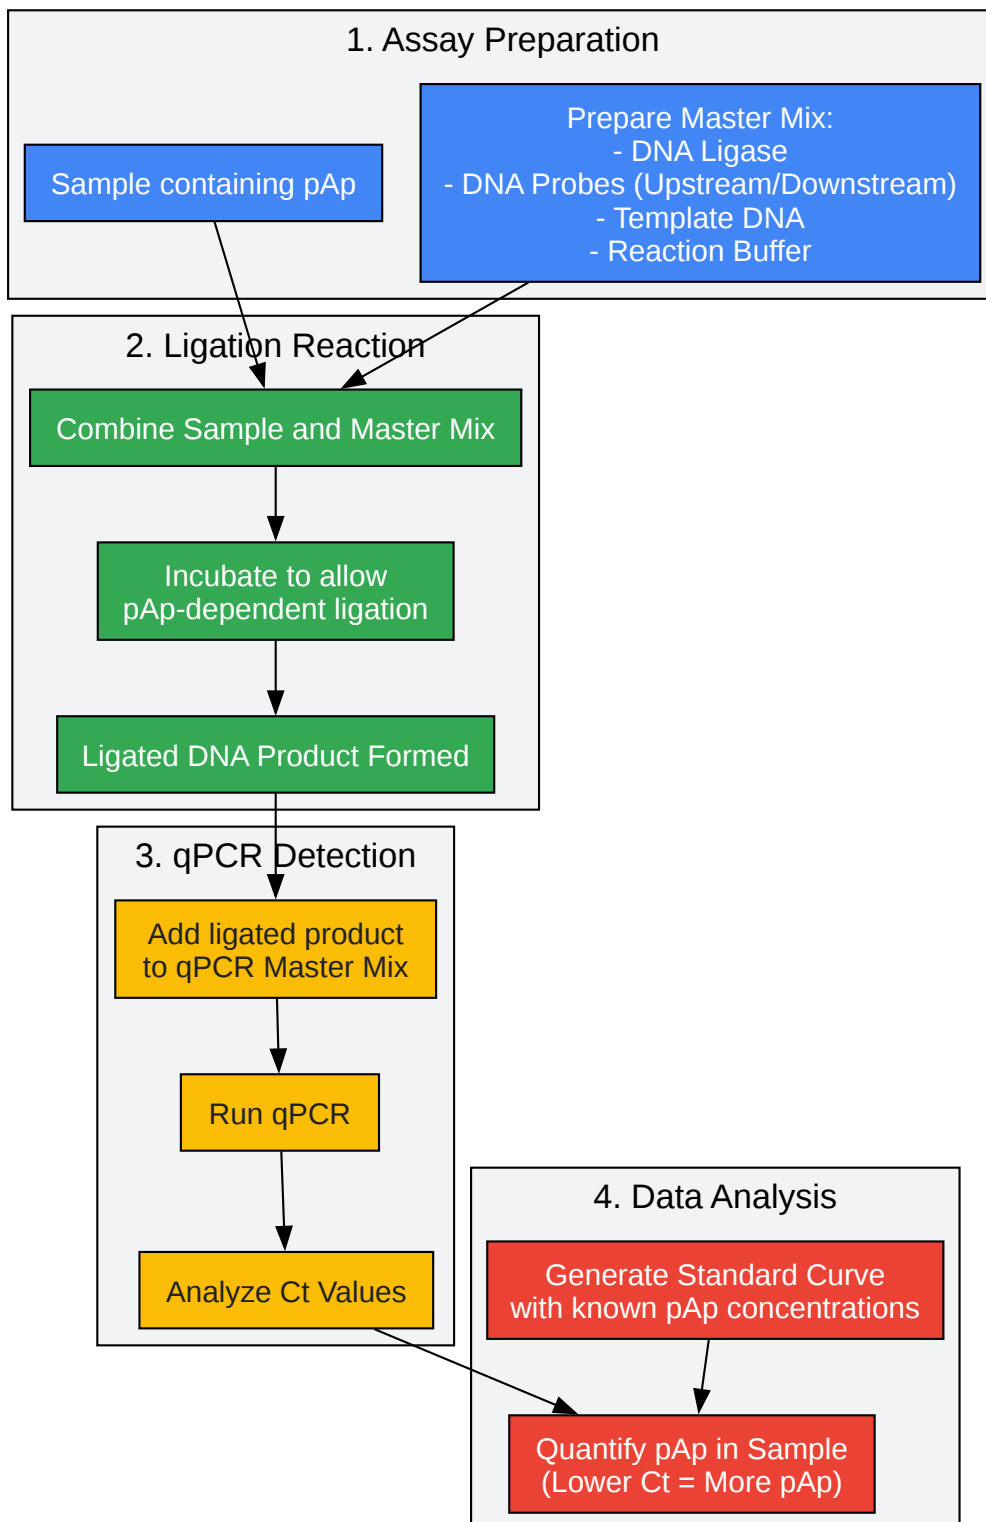 1. Assay Preparation
Sample containing pAp
Prepare Master Mix:
- DNA Ligase
- DNA Probes (Upstream/Downstream)
- Template DNA
- Reaction Buffer
2. Ligation Reaction
Combine Sample and Master Mix
Incubate to allow
pAp-dependent ligation
Ligated DNA Product Formed
3. qPCR Detection
Add ligated product
to qPCR Master Mix
Run qPCR
Analyze Ct Values
4. Data Analysis
Generate Standard Curve
with known pAp concentrations
Quantify pAp in Sample
(Lower Ct = More pAp)